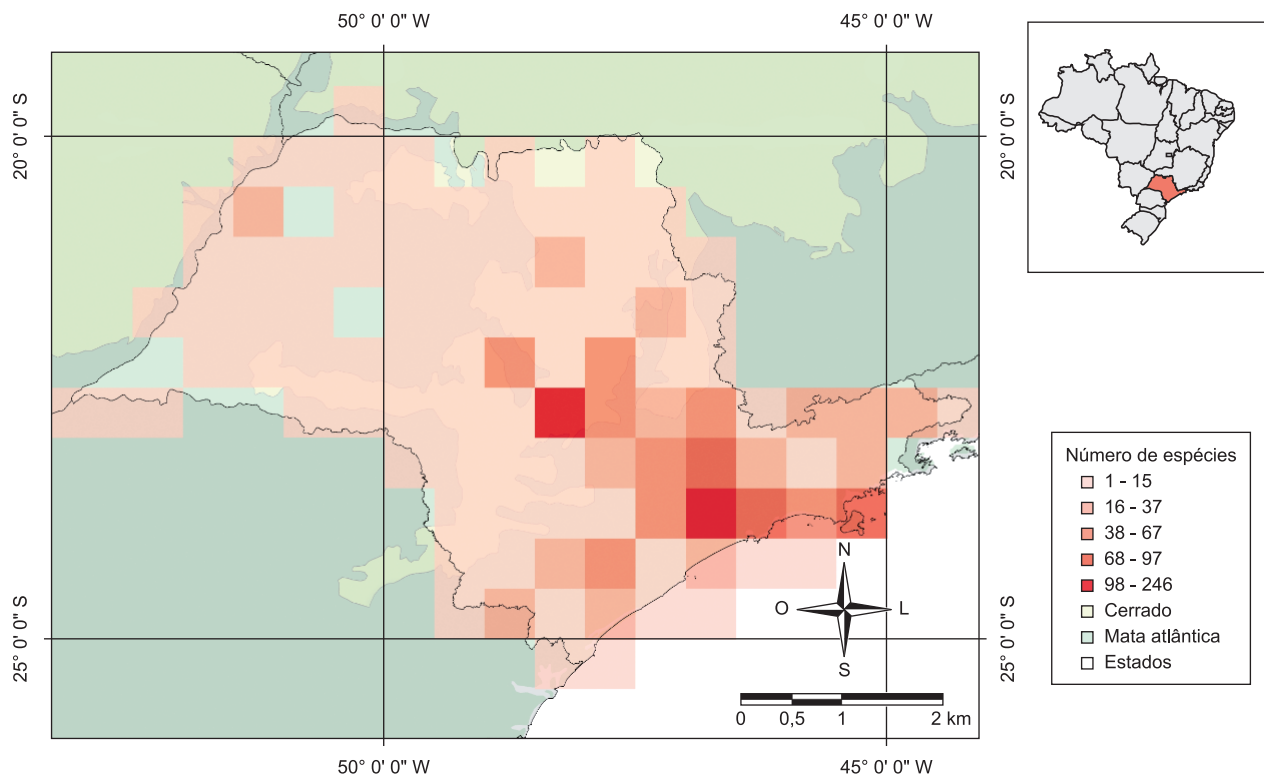 50° 0' 0" W
45° 0' 0" W
20° 0' 0" S
20° 0' 0" S
Número de espécies
1 - 15
16 - 37
38 - 67
68 - 97
98 - 246
Cerrado
Mata atlântica
Estados
N
O
L
S
25° 0' 0" S
25° 0' 0" S
0
0,5
1
2 km
50° 0' 0" W
45° 0' 0" W